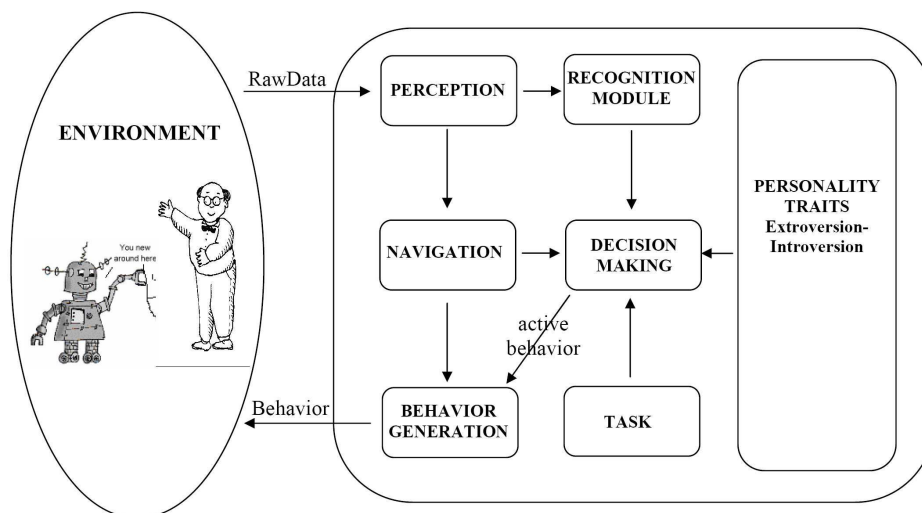 RawData
ENVIRONMENT
You new
around here
Behavior
PERCEPTION
RECOGNITION
MODULE
NAVIGATION
DECISION
MAKING
active
behavior
BEHAVIOR
GENERATION
TASK
PERSONALITY
TRAITS
Extroversion-
Introversion